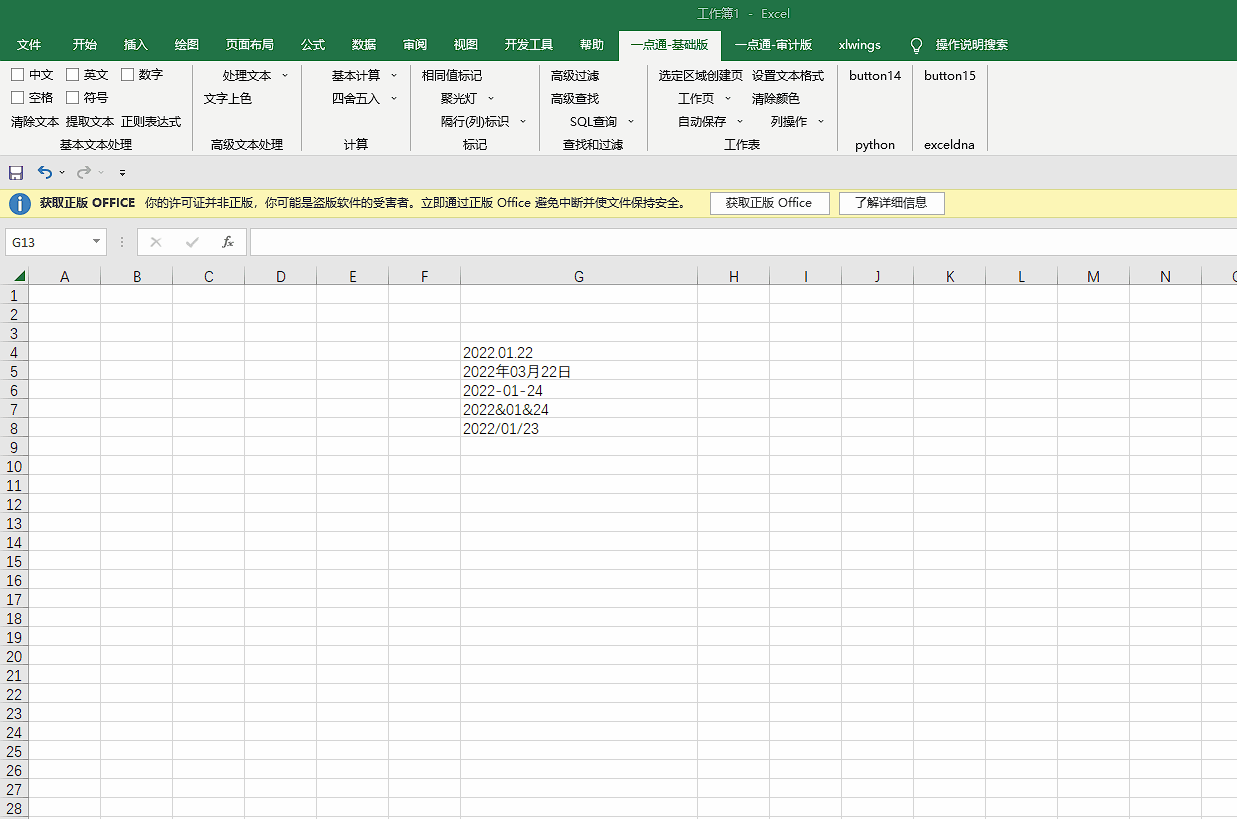 工作簿1 - Excel
文件 开始 插入 绘图 页面布局 公式 数据 审阅 视图 开发工具 帮助 一点通-基础版 一点通-审计版 xlwings 操作说明搜索
中文 英文 数字 处理文本 基本计算 相同值标记 高级过滤 选定区域创建页 设置文本格式 button14 button15
空格 符号 文字上色 四舍五入 聚光灯 高级查找 工作页 清除颜色
清除文本 提取文本 正则表达式 隔行(列)标识 SQL查询 自动保存 列操作
基本文本处理 高级文本处理 计算 标记 查找和过滤 工作表 python exceldna
获取正版 OFFICE 你的许可证并非正版，你可能是盗版软件的受害者。立即通过正版 Office 避免中断并使文件保持安全。 获取正版 Office 了解详细信息
G13 fx
A B C D E F G H I J K L M N
1
2
3
4 2022.01.22
5 2022年03月22日
6 2022-01-24
7 2022&01&24
8 2022/01/23
9
10
11
12
13
14
15
16
17
18
19
20
21
22
23
24
25
26
27
28